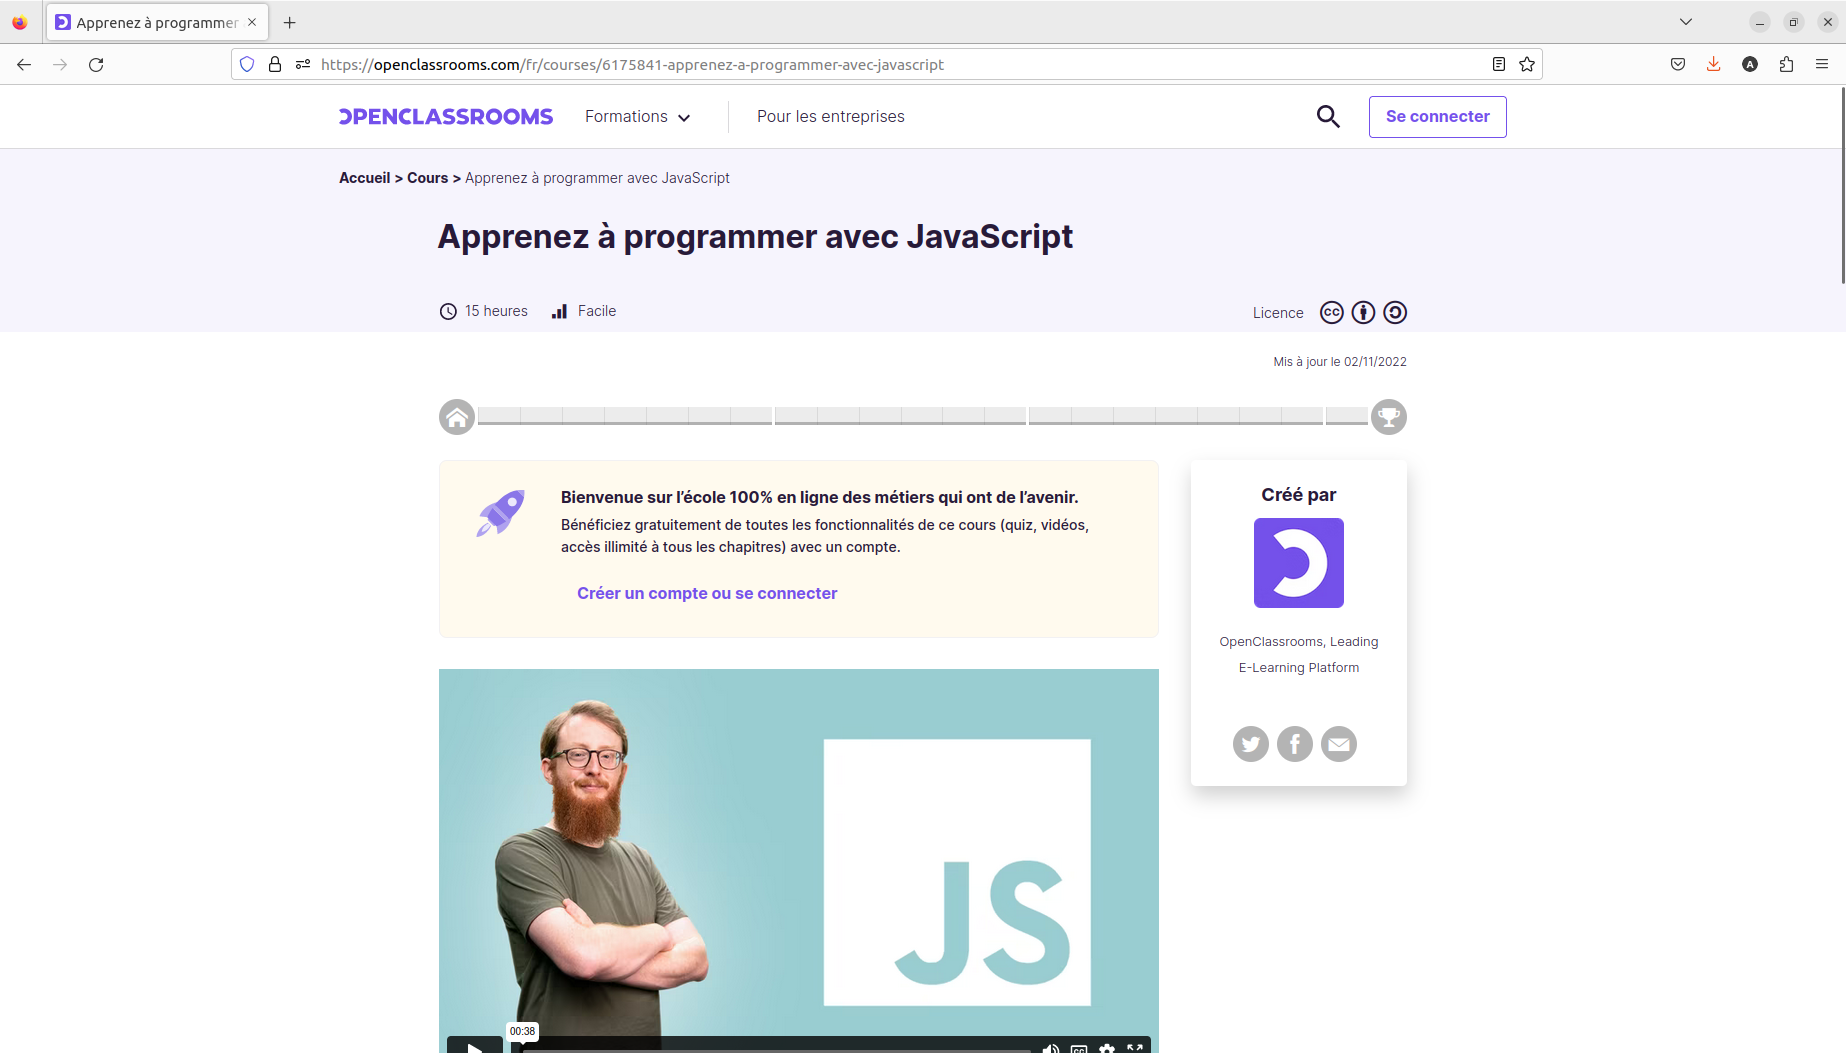 Apprenez à programmer
https://openclassrooms.com/fr/courses/6175841-apprenez-a-programmer-avec-javascript
A
OPENCLASSROOMS
Formations
Pour les entreprises
Se connecter
Accueil > Cours > Apprenez à programmer avec JavaScript
Apprenez à programmer avec JavaScript
15 heures
Facile
Licence
CC
Mis à jour le 02/11/2022
Bienvenue sur l’école 100% en ligne des métiers qui ont de l’avenir.
Bénéficiez gratuitement de toutes les fonctionnalités de ce cours (quiz, vidéos,
accès illimité à tous les chapitres) avec un compte.
Créer un compte ou se connecter
Créé par
OpenClassrooms, Leading
E-Learning Platform
JS
00:38
CC